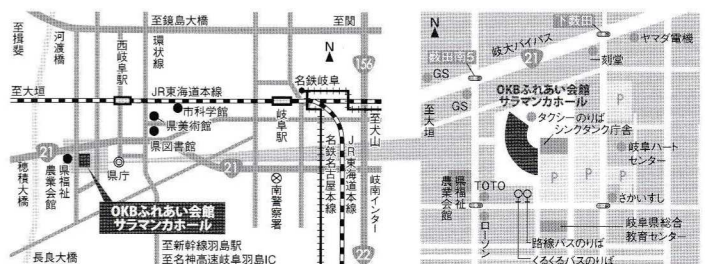 至鏡島大橋
至関
至揖斐
河渡橋
西岐阜駅
環状線
N
156
名鉄岐阜
至大垣
JR東海道本線
市科学館
県美術館
県図書館
岐阜駅
至犬山
21
21
穂積大橋
県福祉
農業会館
県庁
南警察署
名鉄名古屋本線
JR東海道本線
岐南インター
OKBふれあい会館
サラマンカホール
長良大橋
至新幹線羽島駅
至名神高速岐阜羽島IC
22
N
下薮田
薮田南5
岐大バイパス
21
ヤマダ電機
一刻堂
GS
GS
至大垣
OKBふれあい会館
サラマンカホール
タクシーのりば
シンクタンク庁舎
P
P
P
P
岐阜ハート
センター
県福祉
農業会館
TOTO
さかいすし
ローソン
岐阜県総合
教育センター
路線バスのりば
くるくるバスのりば